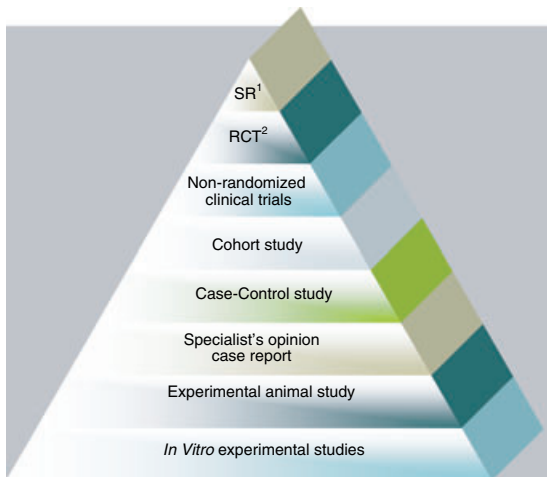 SR¹
RCT²
Non-randomized
clinical trials
Cohort study
Case-Control study
Specialist's opinion
case report
Experimental animal study
In Vitro experimental studies